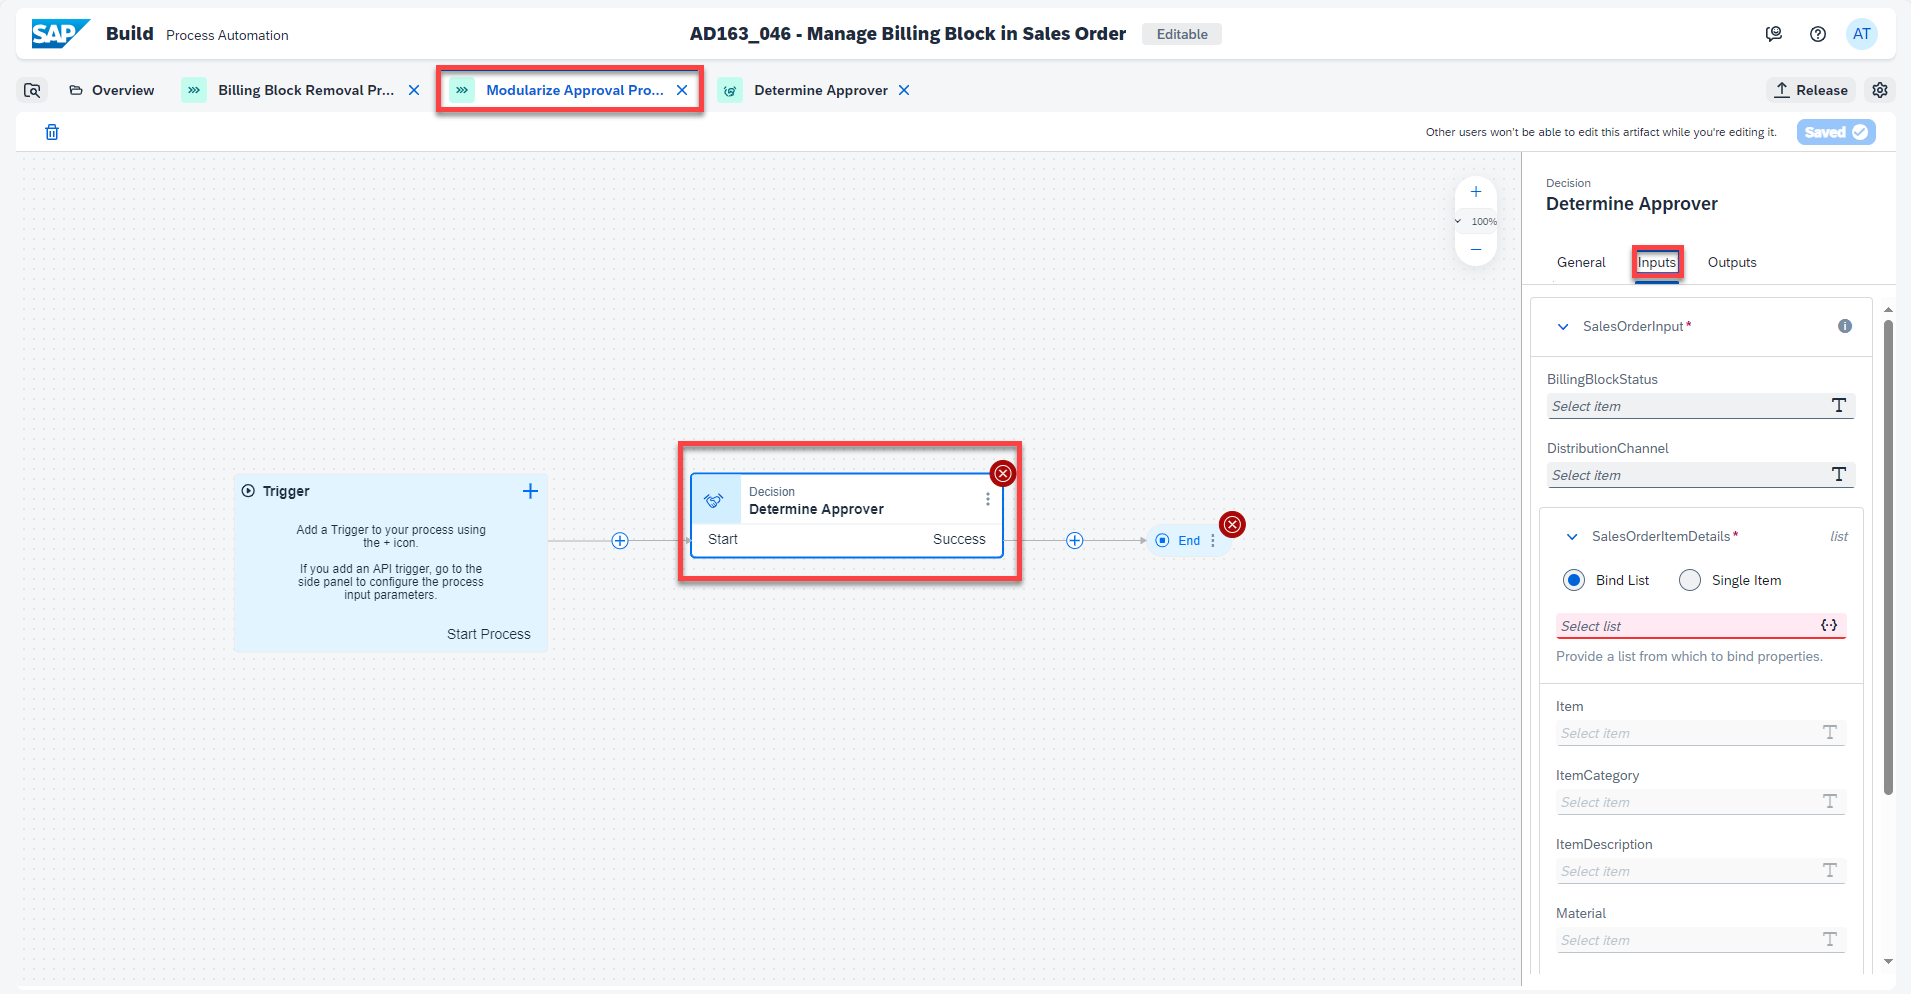 SAP Build Process Automation
AD163_046 - Manage Billing Block in Sales Order Editable
AT
Overview
Billing Block Removal Pr...
Modularize Approval Pro...
Determine Approver
Release
Other users won't be able to edit this artifact while you're editing it.
Saved
100%
Trigger
Add a Trigger to your process using
the + icon.
If you add an API trigger, go to the
side panel to configure the process
input parameters.
Start Process
Decision
Determine Approver
Start Success
End
Decision
Determine Approver
General Inputs Outputs
SalesOrderInput*
BillingBlockStatus
Select item
DistributionChannel
Select item
SalesOrderItemDetails* list
Bind List Single Item
Select list
Provide a list from which to bind properties.
Item
Select item
ItemCategory
Select item
ItemDescription
Select item
Material
Select item